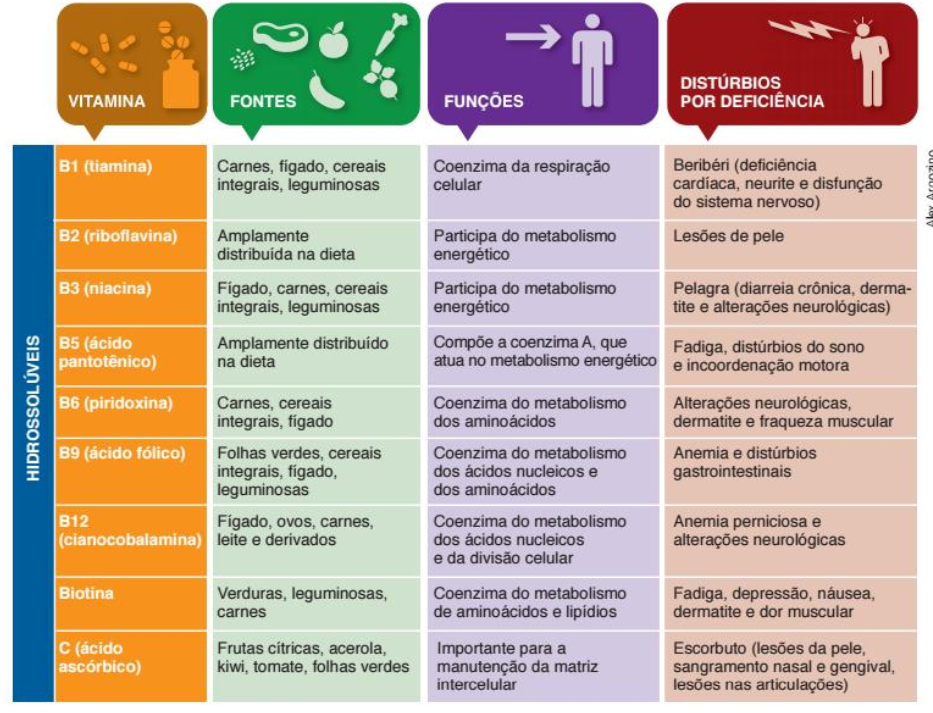 VITAMINA
FONTES
FUNÇÕES
DISTÚRBIOS
POR DEFICIÊNCIA
HIDROSSOLÚVEIS
B1 (tiamina)
Carnes, fígado, cereais
integrais, leguminosas
Coenzima da respiração
celular
Beribéri (deficiência
cardíaca, neurite e disfunção
do sistema nervoso)
B2 (riboflavina)
Amplamente
distribuída na dieta
Participa do metabolismo
energético
Lesões de pele
B3 (niacina)
Fígado, carnes, cereais
integrais, leguminosas
Participa do metabolismo
energético
Pelagra (diarreia crônica, derma-
tite e alterações neurológicas)
B5 (ácido
pantotênico)
Amplamente distribuído
na dieta
Compõe a coenzima A, que
atua no metabolismo energético
Fadiga, distúrbios do sono
e incoordenação motora
B6 (piridoxina)
Carnes, cereais
integrais, fígado
Coenzima do metabolismo
dos aminoácidos
Alterações neurológicas,
dermatite e fraqueza muscular
B9 (ácido fólico)
Folhas verdes, cereais
integrais, fígado,
leguminosas
Coenzima do metabolismo
dos ácidos nucleicos e
dos aminoácidos
Anemia e distúrbios
gastrointestinais
B12
(cianocobalamina)
Fígado, ovos, carnes,
leite e derivados
Coenzima do metabolismo
dos ácidos nucleicos
e da divisão celular
Anemia perniciosa e
alterações neurológicas
Biotina
Verduras, leguminosas,
carnes
Coenzima do metabolismo
de aminoácidos e lipídios
Fadiga, depressão, náusea,
dermatite e dor muscular
C (ácido
ascórbico)
Frutas cítricas, acerola,
kiwi, tomate, folhas verdes
Importante para a
manutenção da matriz
intercelular
Escorbuto (lesões da pele,
sangramento nasal e gengival,
lesões nas articulações)
Alex